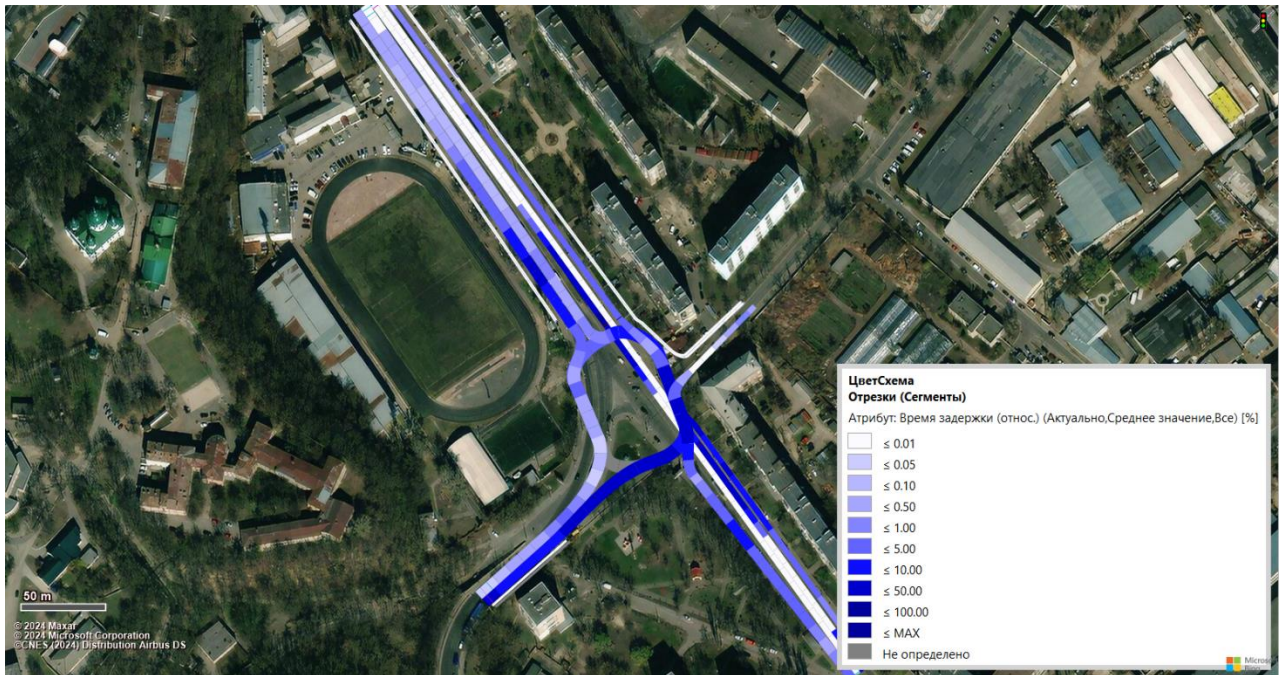 ЦветСхема
Отрезки (Сегменты)
Атрибут: Время задержки (относ.) (Актуально,Среднее значение,Все) [%]
≤ 0.01
≤ 0.05
≤ 0.10
≤ 0.50
≤ 1.00
≤ 5.00
≤ 10.00
≤ 50.00
≤ 100.00
≤ MAX
Не определено
50 m
© 2024 Maxar
© 2024 Microsoft Corporation
©CNES (2024) Distribution Airbus DS